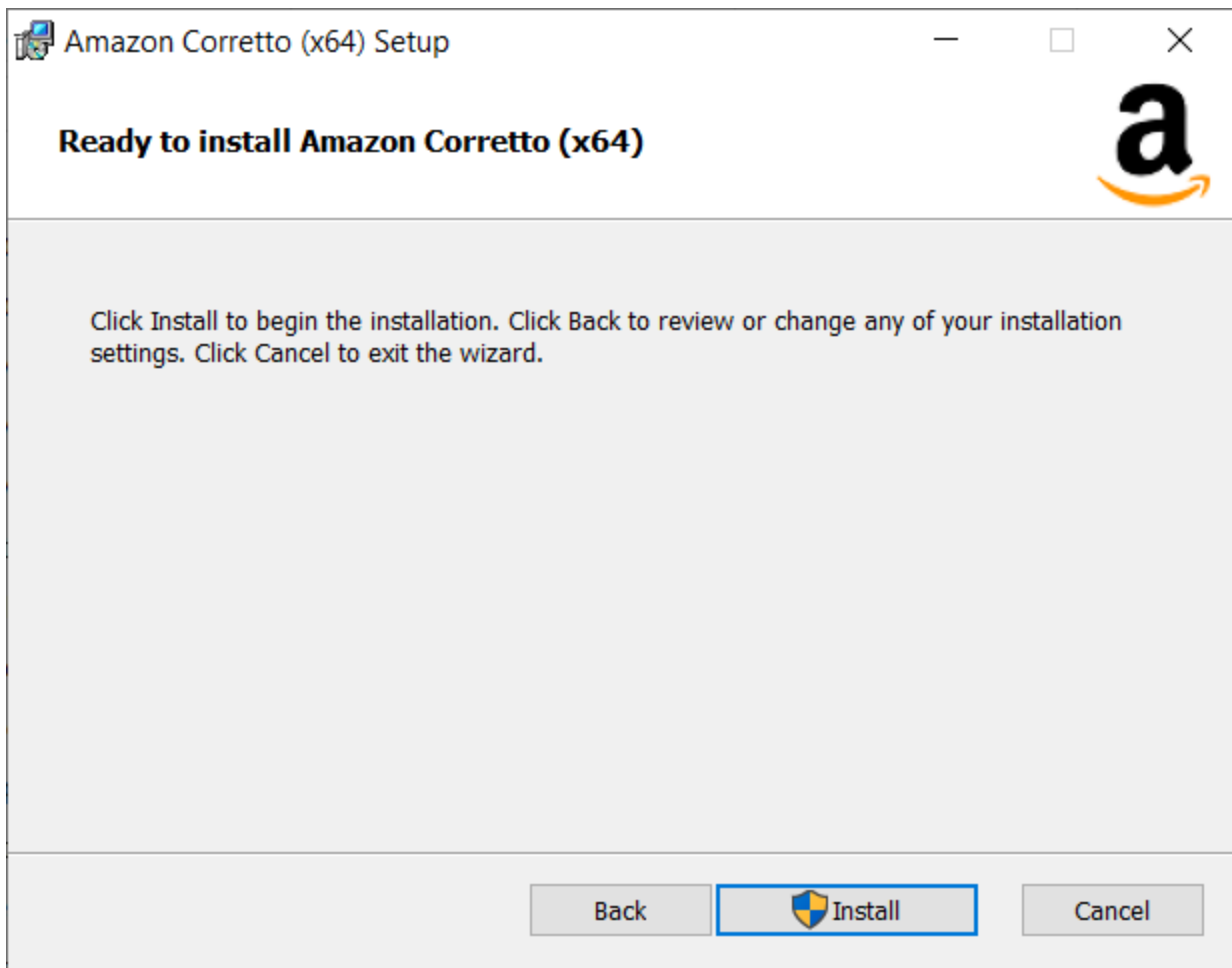 Amazon Corretto (x64) Setup
Ready to install Amazon Corretto (x64)
a
Click Install to begin the installation. Click Back to review or change any of your installation
settings. Click Cancel to exit the wizard.
Back
Install
Cancel